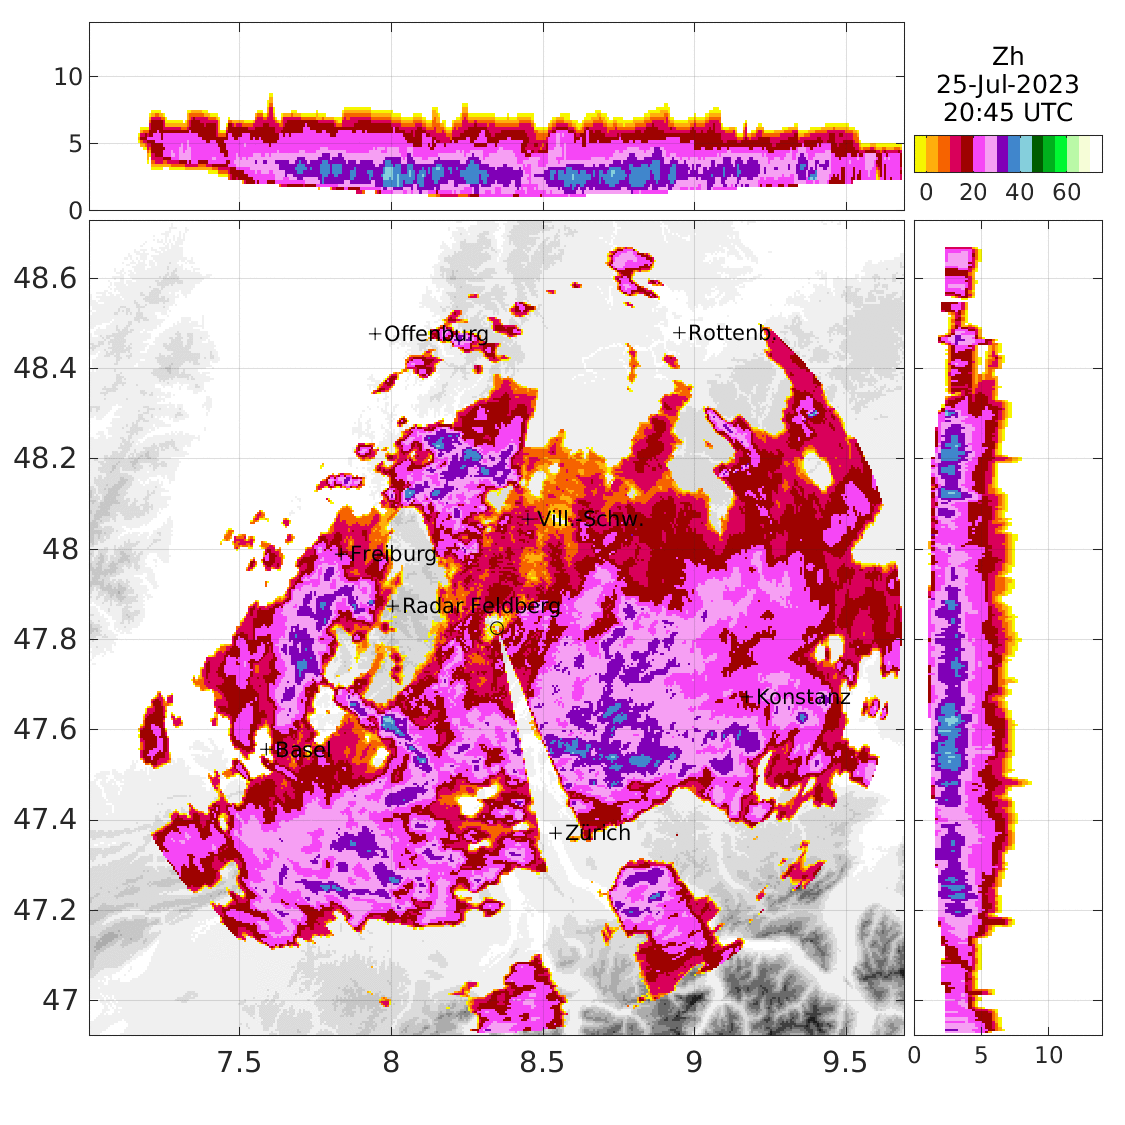 10
5
0
Zh
25-Jul-2023
20:45 UTC
0 20 40 60
48.6
48.4
48.2
48
47.8
47.6
47.4
47.2
47
+Offenburg
+Rottenb.
+Vill.-Schw.
+Freiburg
+Radar Feldberg
+Konstanz
+Basel
+Zürich
7.5 8 8.5 9 9.5
0 5 10